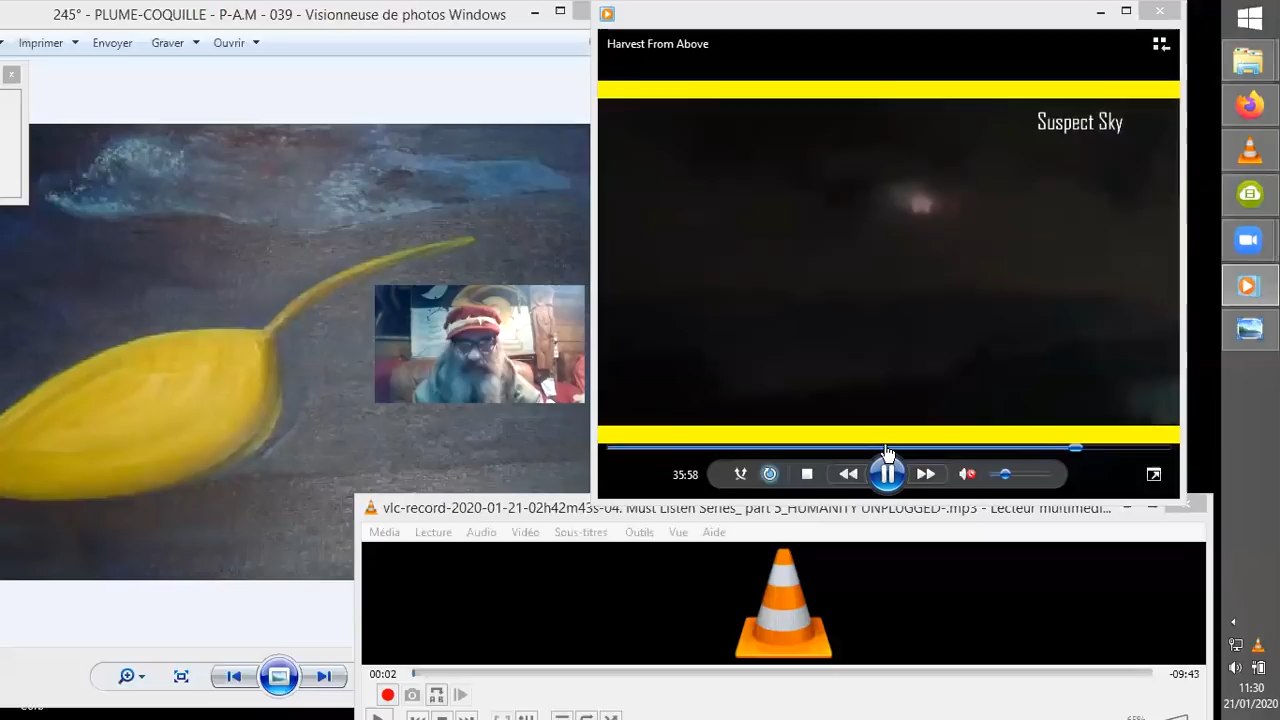 245° - PLUME-COQUILLE - P-A.M - 039 - Visionneuse de photos Windows
Imprimer Envoyer Graver Ouvrir
Harvest From Above
Suspect Sky
35:58
vlc-record-2020-01-21-02h42m43s-04. Must Listen Series_ part 5_HUMANITY UNPLUGGED-.mp3 - Lecteur multimédi...
Média Lecture Audio Vidéo Sous-titres Outils Vue Aide
00:02 -09:43
65%
11:30
21/01/2020